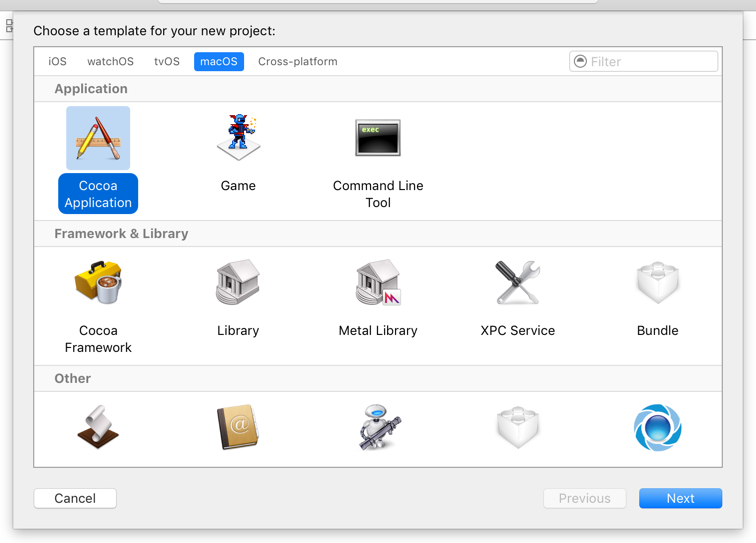 Choose a template for your new project:
iOS watchOS tvOS macOS Cross-platform Filter
Application
exec
Cocoa
Application
Game
Command Line
Tool
Framework & Library
Cocoa
Framework
Library
Metal Library
XPC Service
Bundle
Other
@
Cancel Previous Next